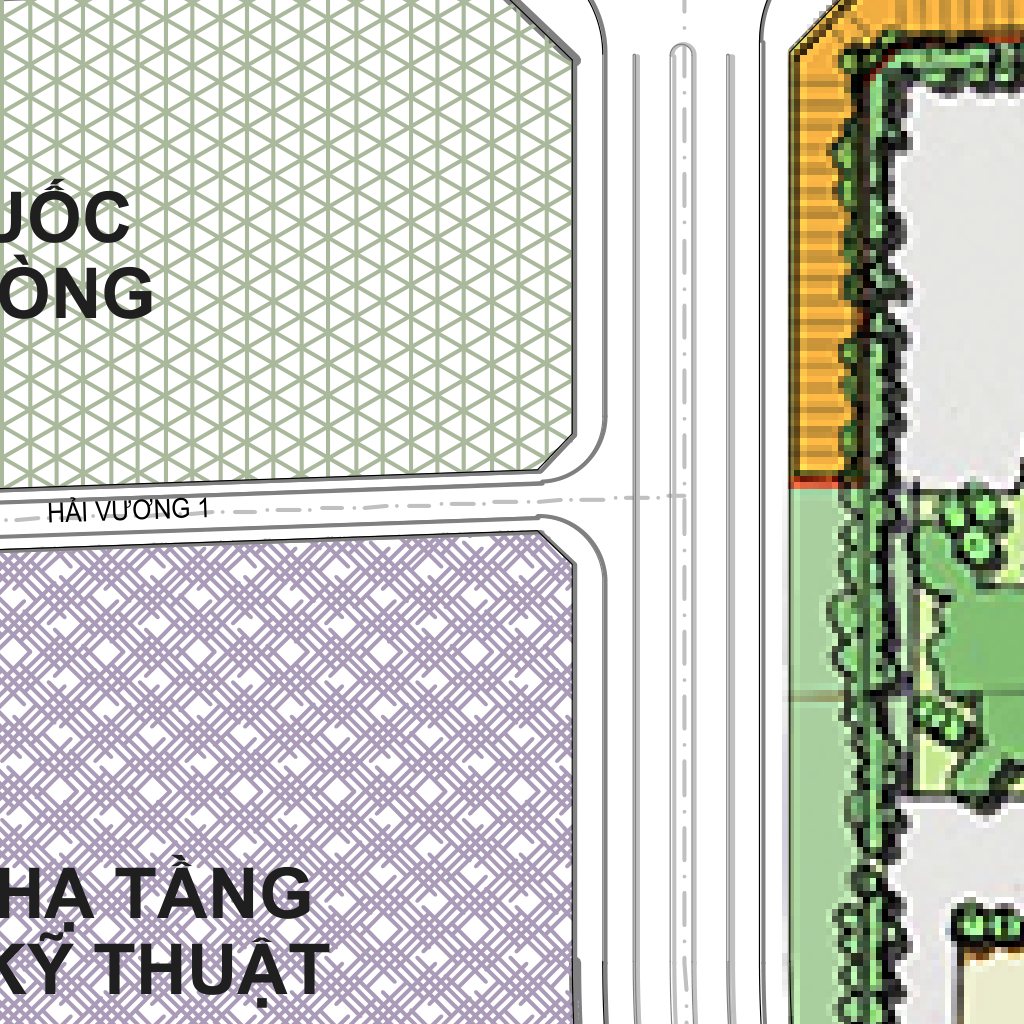 UỐC
ÒNG
HẢI VƯƠNG 1
HẠ TẦNG
KỸ THUẬT